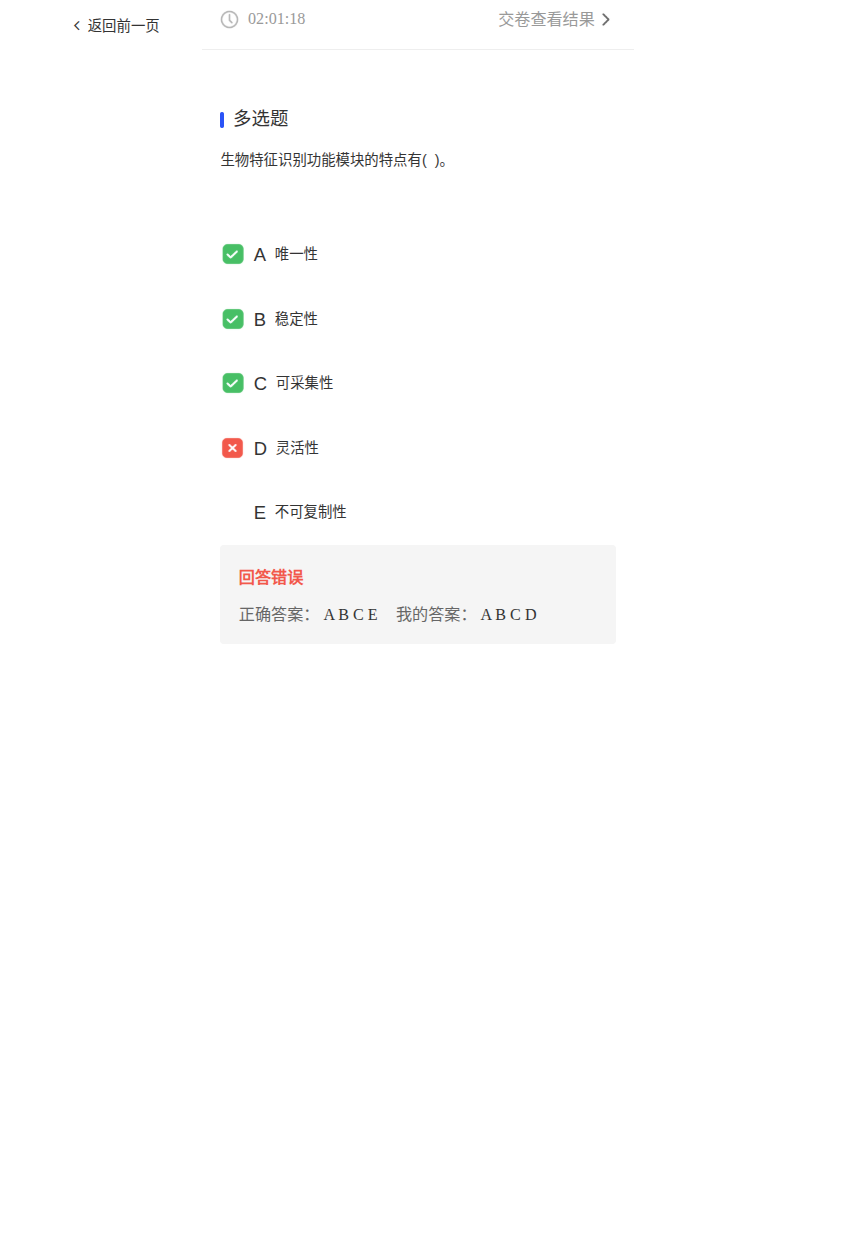 返回前一页
02:01:18 交卷查看结果
多选题
生物特征识别功能模块的特点有( )。
A 唯一性
B 稳定性
C 可采集性
D 灵活性
E 不可复制性
回答错误
正确答案： A B C E 我的答案： A B C D